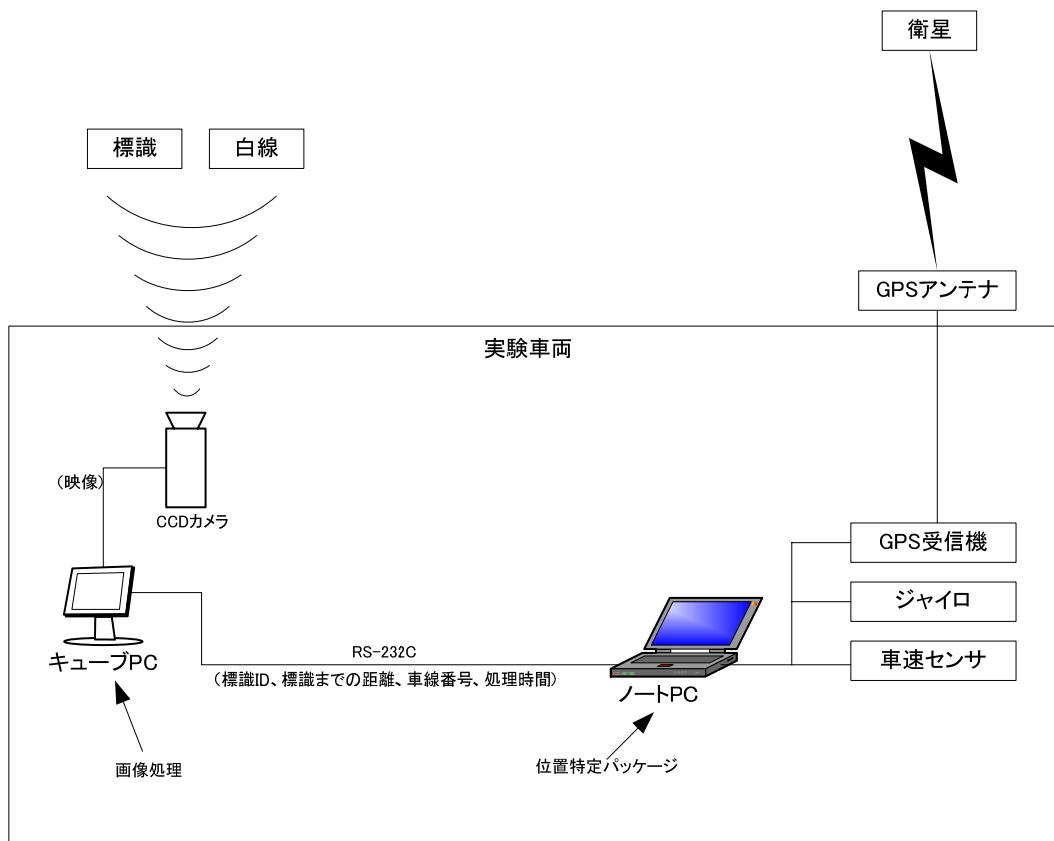 衛星
標識
白線
GPSアンテナ
実験車両
(映像)
CCDカメラ
GPS受信機
ジャイロ
キューブPC
RS-232C
車速センサ
(標識ID、標識までの距離、車線番号、処理時間)
ノートPC
画像処理
位置特定パッケージ